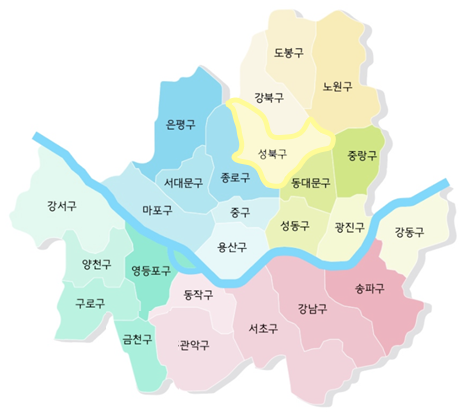 도봉구
노원구
강북구
은평구
성북구
중랑구
종로구
서대문구
동대문구
강서구
마포구
중구
성동구
광진구
강동구
용산구
양천구
영등포구
동작구
송파구
구로구
강남구
서초구
금천구
관악구